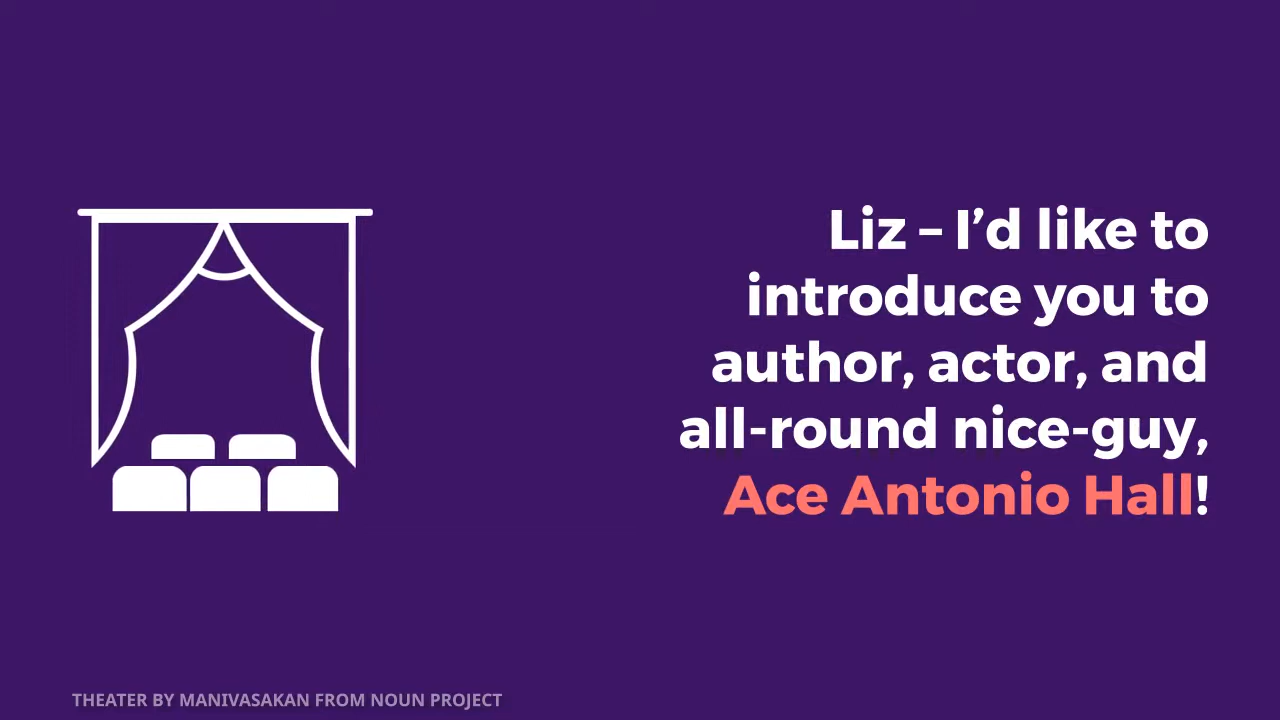 Liz – I’d like to
introduce you to
author, actor, and
all-round nice-guy,
Ace Antonio Hall!
THEATER BY MANIVASAKAN FROM NOUN PROJECT